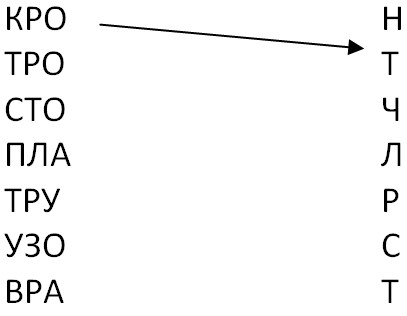 КРО Н
ТРО Т
СТО Ч
ПЛА Л
ТРУ Р
УЗО С
ВРА Т